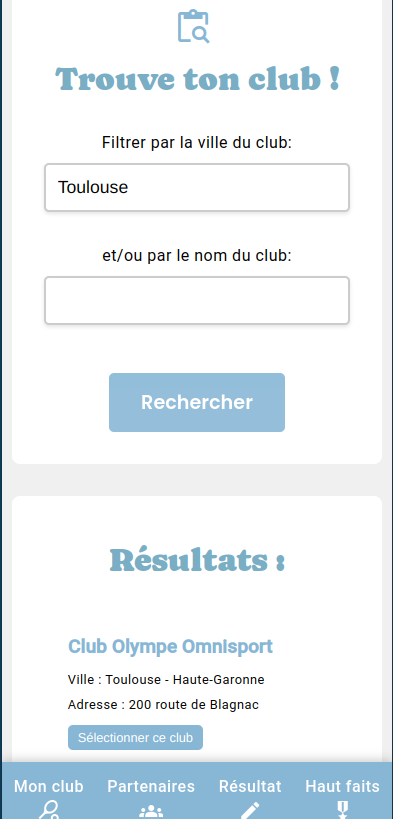 Trouve ton club !
Filtrer par la ville du club:
Toulouse
et/ou par le nom du club:
Rechercher
Résultats :
Club Olympe OmnIsport
Ville : Toulouse - Haute-Garonne
Adresse : 200 route de Blagnac
Sélectionner ce club
Mon club Partenaires Résultat Haut faits